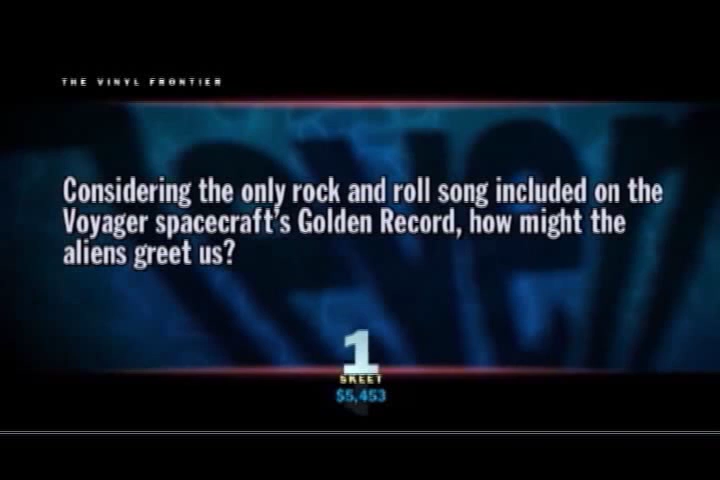 THE VINYL FRONTIER
Considering the only rock and roll song included on the
Voyager spacecraft's Golden Record, how might the
aliens greet us?
1
SKEET
$5,453